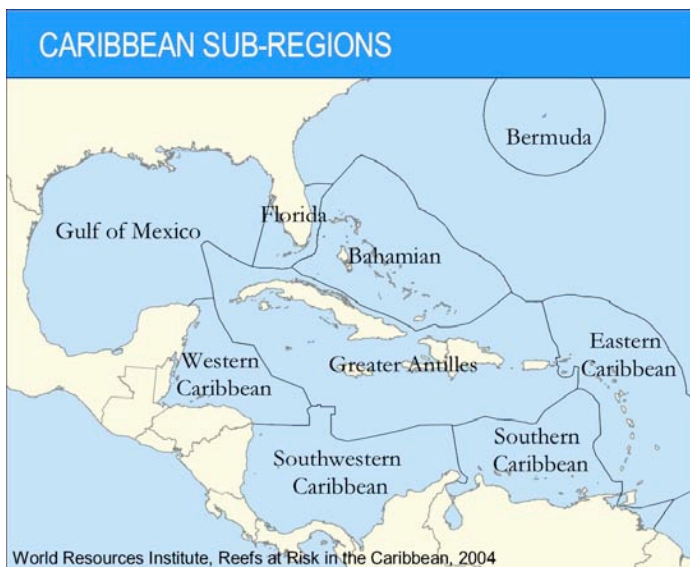 CARIBBEAN SUB-REGIONS
Bermuda
Florida
Gulf of Mexico
Bahamian
Eastern
Caribbean
Western
Caribbean
Greater Antilles
Southern
Caribbean
Southwestern
Caribbean
World Resources Institute, Reefs at Risk in the Caribbean, 2004